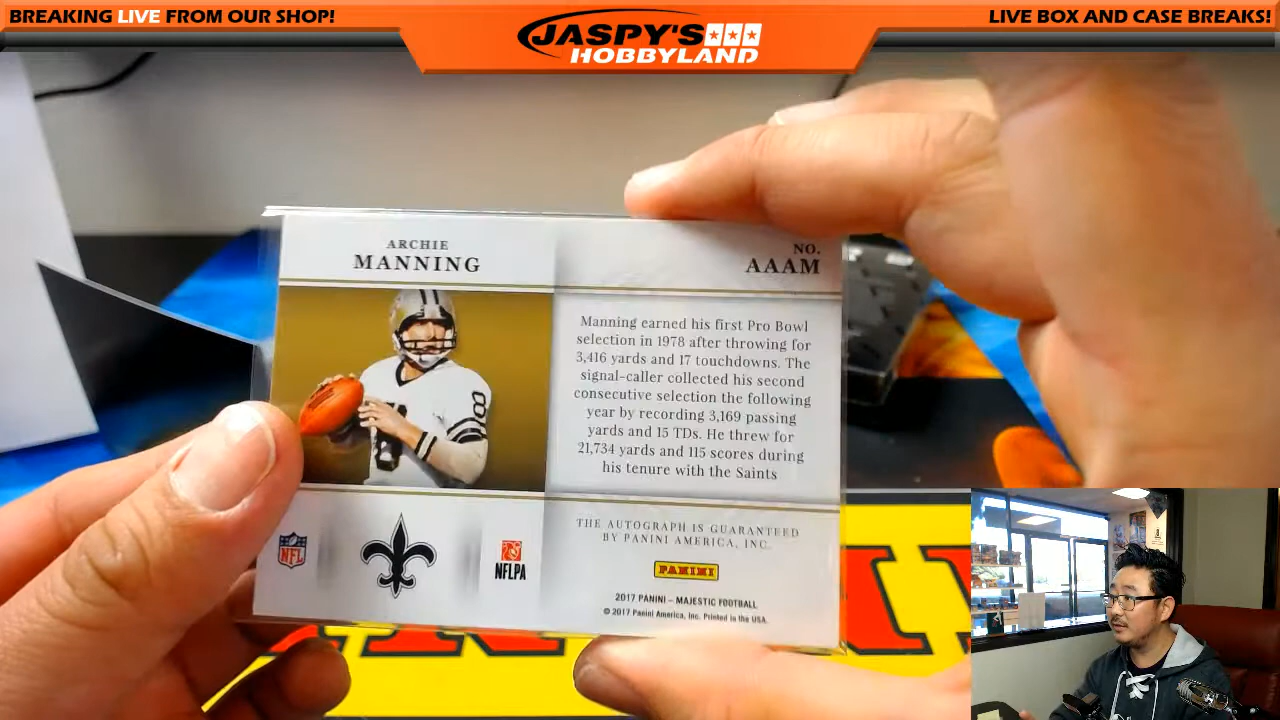 BREAKING LIVE FROM OUR SHOP!
JASPY'S
HOBBYLAND
LIVE BOX AND CASE BREAKS!
ARCHIE
MANNING
NO.
AAAM
8
Manning earned his first Pro Bowl
selection in 1978 after throwing for
3,416 yards and 17 touchdowns. The
signal-caller collected his second
consecutive selection the following
year by recording 3,169 passing
yards and 15 TDs. He threw for
21,734 yards and 115 scores during
his tenure with the Saints
NFL
NFLPA
THE AUTOGRAPH IS GUARANTEED
BY PANINI AMERICA, INC.
PANINI
2017 PANINI – MAJESTIC FOOTBALL
© 2017 Panini America, Inc. Printed in the USA.